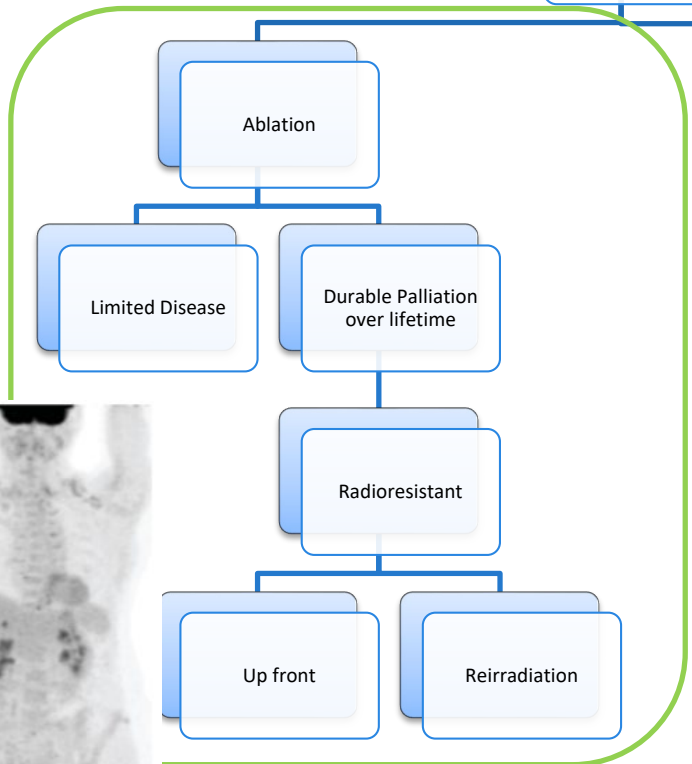 Ablation
Limited Disease
Durable Palliation
over lifetime
Radioresistant
Up front
Reirradiation